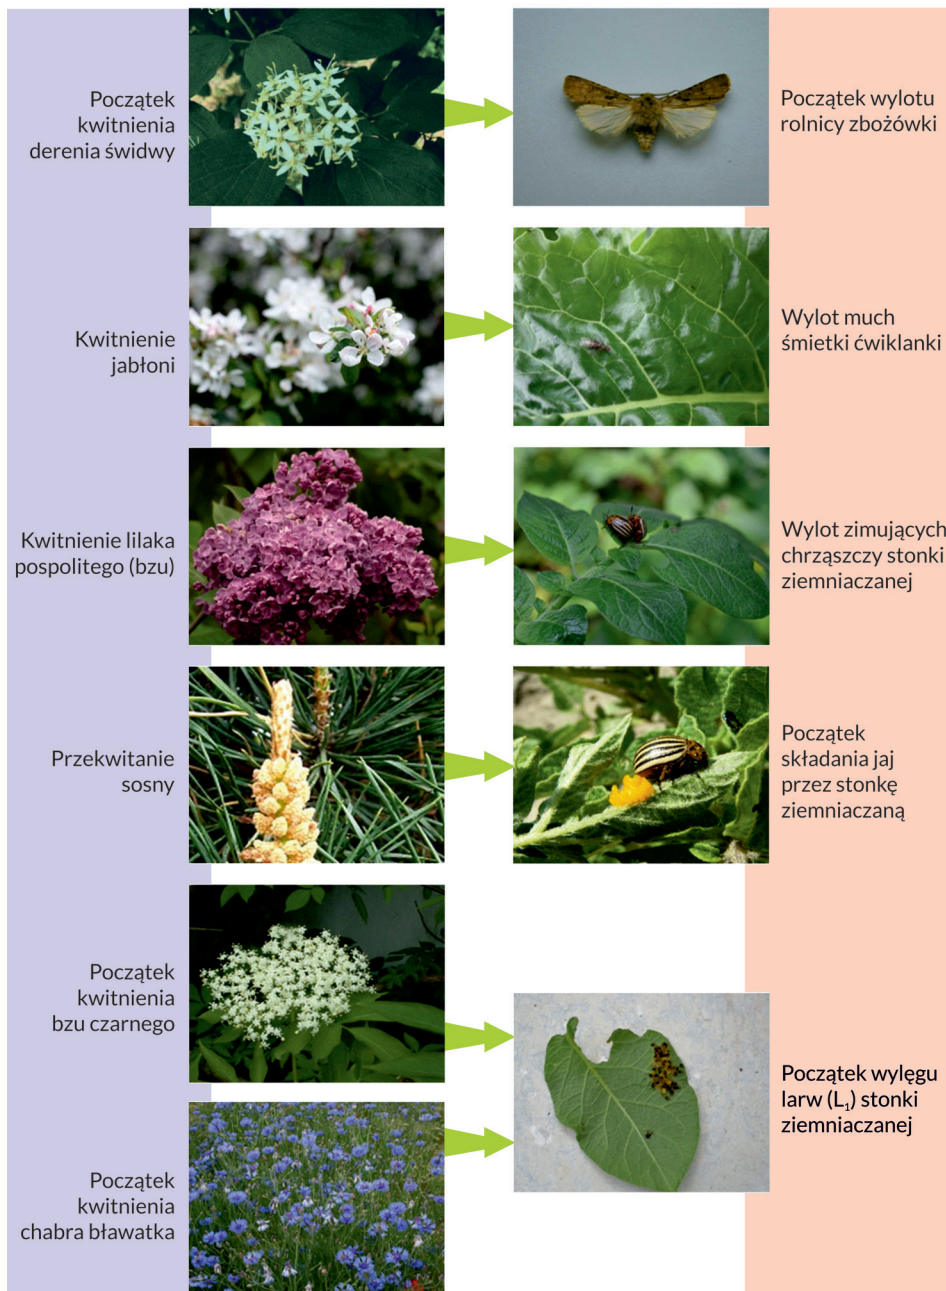 Początek
kwitnienia
derenia świdwy
Początek wylotu
rolnicy zbożówki
Kwitnienie
jabłoni
Wylot much
śmietki ćwiklanki
Kwitnienie lilaka
pospolitego (bzu)
Wylot zimujących
chrząszczy stonki
ziemniaczanej
Przekwitanie
sosny
Początek
składania jaj
przez stonkę
ziemniaczaną
Początek
kwitnienia
bzu czarnego
Początek wylęgu
larw (L₁) stonki
ziemniaczanej
Początek
kwitnienia
chabra bławatka